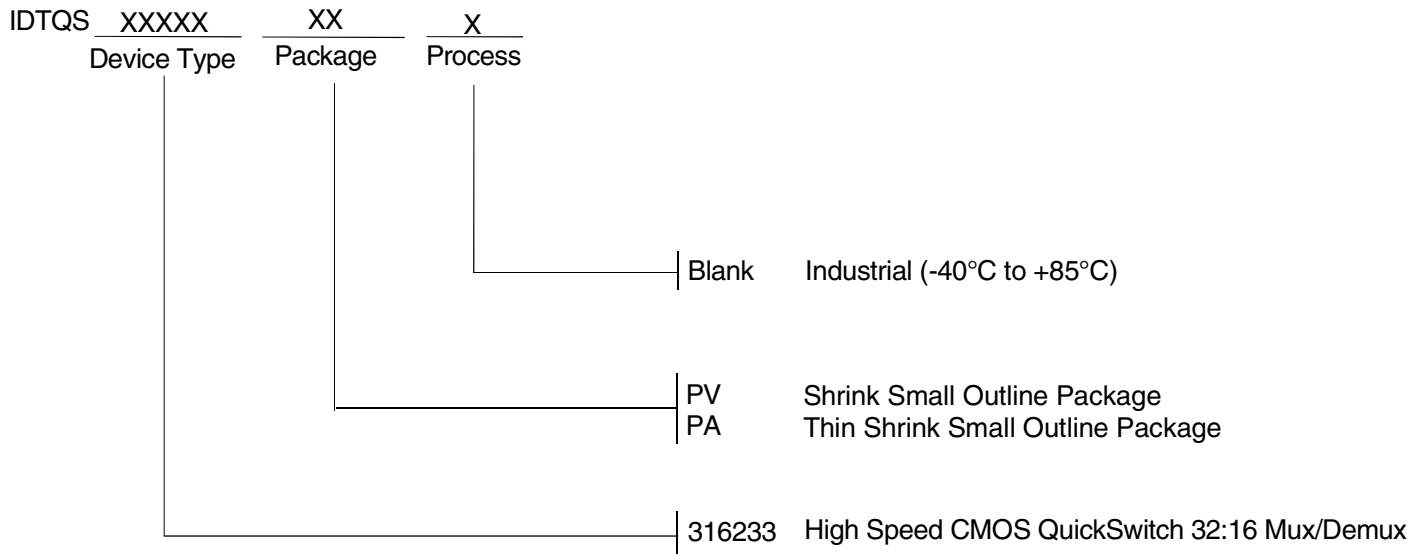 IDTQS XXXXX XX X
Device Type Package Process
Blank Industrial (-40°C to +85°C)
PV Shrink Small Outline Package
PA Thin Shrink Small Outline Package
316233 High Speed CMOS QuickSwitch 32:16 Mux/Demux